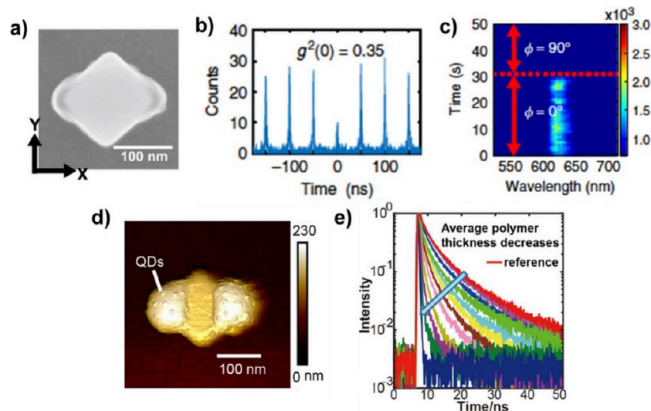 a)
Y
X
100 nm
b)
g²(0) = 0.35
Counts
40
30
20
10
0
−100
0
100
Time (ns)
c)
x10³
Time (s)
50
40
30
20
10
0
ϕ = 90°
ϕ = 0°
550
600
650
700
Wavelength (nm)
3.0
2.5
2.0
1.5
1.0
d)
QDs
100 nm
230
nm
0
e)
Intensity
10⁰
10⁻¹
10⁻²
10⁻³
Average polymer
thickness decreases
reference
10
20
30
40
50
Time/ns